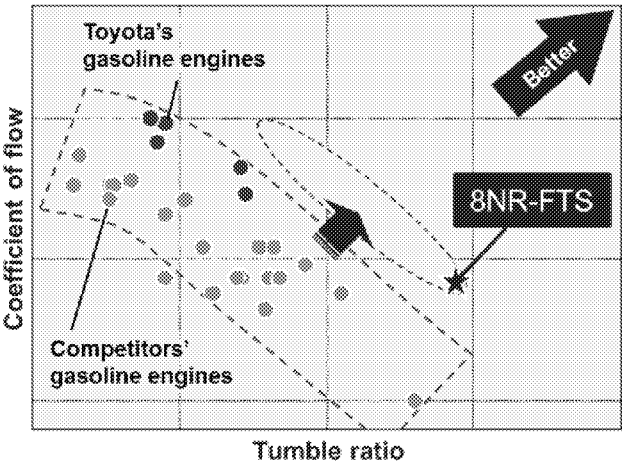 Toyota's
gasoline engines
Better
8NR-FTS
Competitors'
gasoline engines
Coefficient of flow
Tumble ratio